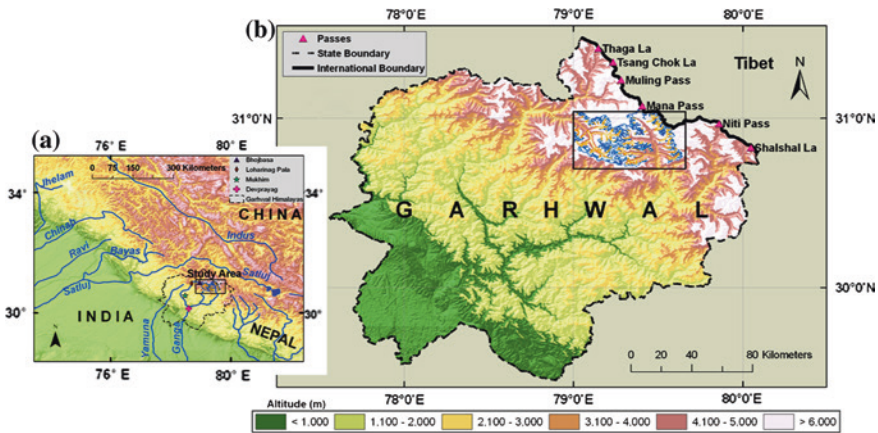 (b)
78°0'E
79°0'E
80°0'E
Passes
State Boundary
International Boundary
Thaga La
Tsang Chok La
Muling Pass
Mana Pass
Niti Pass
Shalshal La
Tibet
N
31°0'N
30°0'N
GARHWAL
0 20 40 80 Kilometers
78°0'E
79°0'E
80°0'E
(a)
76° E
80° E
0 75 150 300 Kilometers
Bhojbasa
Loharinag Pala
Mukhim
Devprayag
Garhwal Himalayas
34°
30°
34°
30°
Jhelam
CHINA
Chinab
Indus
Ravi
Bayas
Study Area
Satluj
Satluj
INDIA
NEPAL
Yamuna
Ganga
N
76° E
80° E
Altitude (m)
< 1.000
1.100 - 2.000
2.100 - 3.000
3.100 - 4.000
4.100 - 5.000
> 6.000